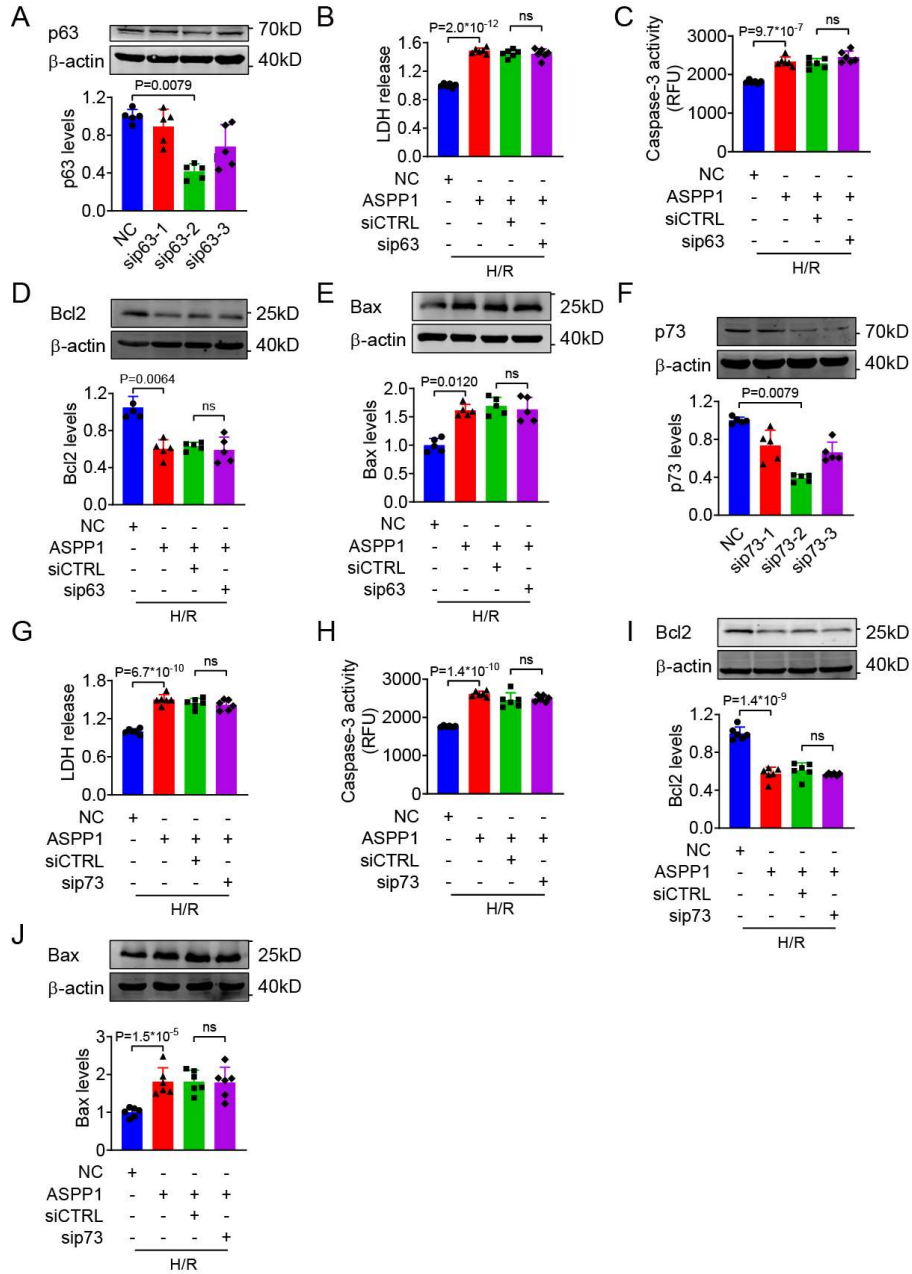 A
p63
70kD
β-actin
40kD
P=0.0079
p63 levels
1.2
0.8
0.4
0.0
NC
sip63-1
sip63-2
sip63-3
B
P=2.0*10-12
ns
LDH release
1.6
1.2
0.8
0.4
0.0
NC + - - -
ASPP1 - + + +
siCTRL - - + -
sip63 - - - +
H/R
C
P=9.7*10-7
ns
Caspase-3 activity
(RFU)
3000
2000
1000
0
NC + - - -
ASPP1 - + + +
siCTRL - - + -
sip63 - - - +
H/R
D
Bcl2
25kD
β-actin
40kD
P=0.0064
ns
Bcl2 levels
1.2
0.8
0.4
0.0
NC + - - -
ASPP1 - + + +
siCTRL - - + -
sip63 - - - +
H/R
E
Bax
25kD
β-actin
40kD
P=0.0120
ns
Bax levels
2.0
1.5
1.0
0.5
0.0
NC + - - -
ASPP1 - + + +
siCTRL - - + -
sip63 - - - +
H/R
F
p73
70kD
β-actin
40kD
P=0.0079
p73 levels
1.2
0.8
0.4
0.0
NC
sip73-1
sip73-2
sip73-3
G
P=6.7*10-10
ns
LDH release
1.8
1.2
0.6
0.0
NC + - - -
ASPP1 - + + +
siCTRL - - + -
sip73 - - - +
H/R
H
P=1.4*10-10
ns
Caspase-3 activity
(RFU)
3000
2000
1000
0
NC + - - -
ASPP1 - + + +
siCTRL - - + -
sip73 - - - +
H/R
I
Bcl2
25kD
β-actin
40kD
P=1.4*10-9
ns
Bcl2 levels
1.2
0.8
0.4
0.0
NC + - - -
ASPP1 - + + +
siCTRL - - + -
sip73 - - - +
H/R
J
Bax
25kD
β-actin
40kD
P=1.5*10-5
ns
Bax levels
3
2
1
0
NC + - - -
ASPP1 - + + +
siCTRL - - + -
sip73 - - - +
H/R